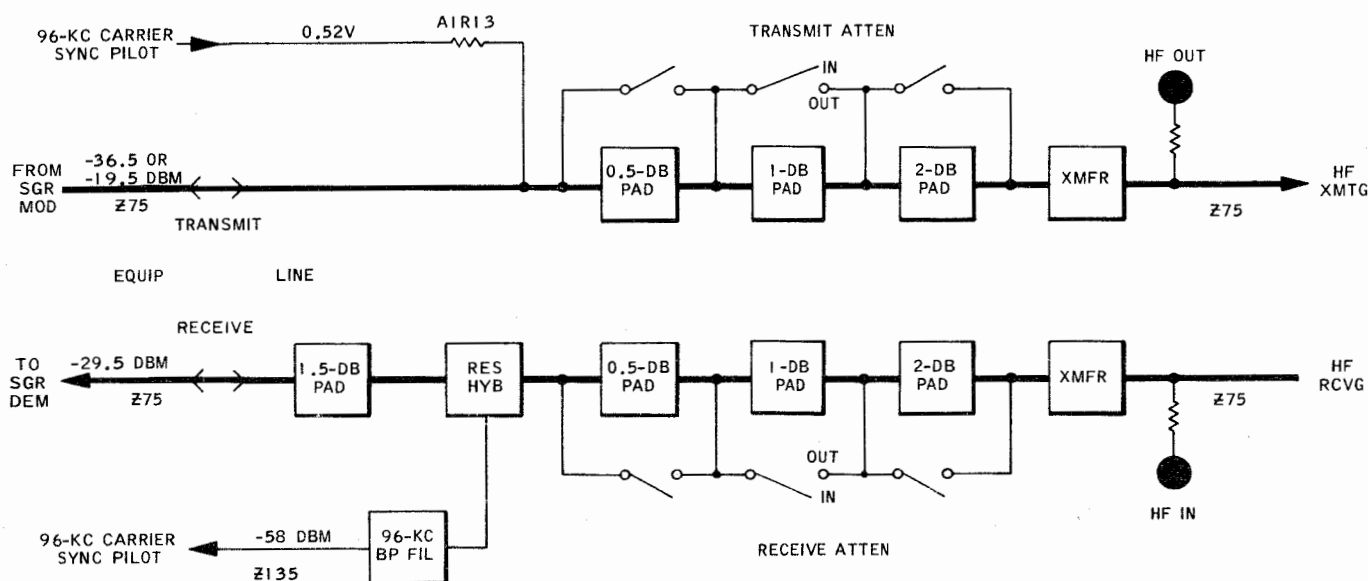 96-KC CARRIER
SYNC PILOT
0.52V
A1R13
TRANSMIT ATTEN
IN
OUT
HF OUT
FROM
SGR
MOD
-36.5 OR
-19.5 DBM
Z75
TRANSMIT
0.5-DB
PAD
1-DB
PAD
2-DB
PAD
XMFR
Z75
HF
XMTG
EQUIP
LINE
RECEIVE
TO
SGR
DEM
-29.5 DBM
Z75
1.5-DB
PAD
RES
HYB
0.5-DB
PAD
1-DB
PAD
2-DB
PAD
XMFR
Z75
HF
RCVG
OUT
IN
HF IN
RECEIVE ATTEN
96-KC CARRIER
SYNC PILOT
-58 DBM
Z135
96-KC
BP FIL